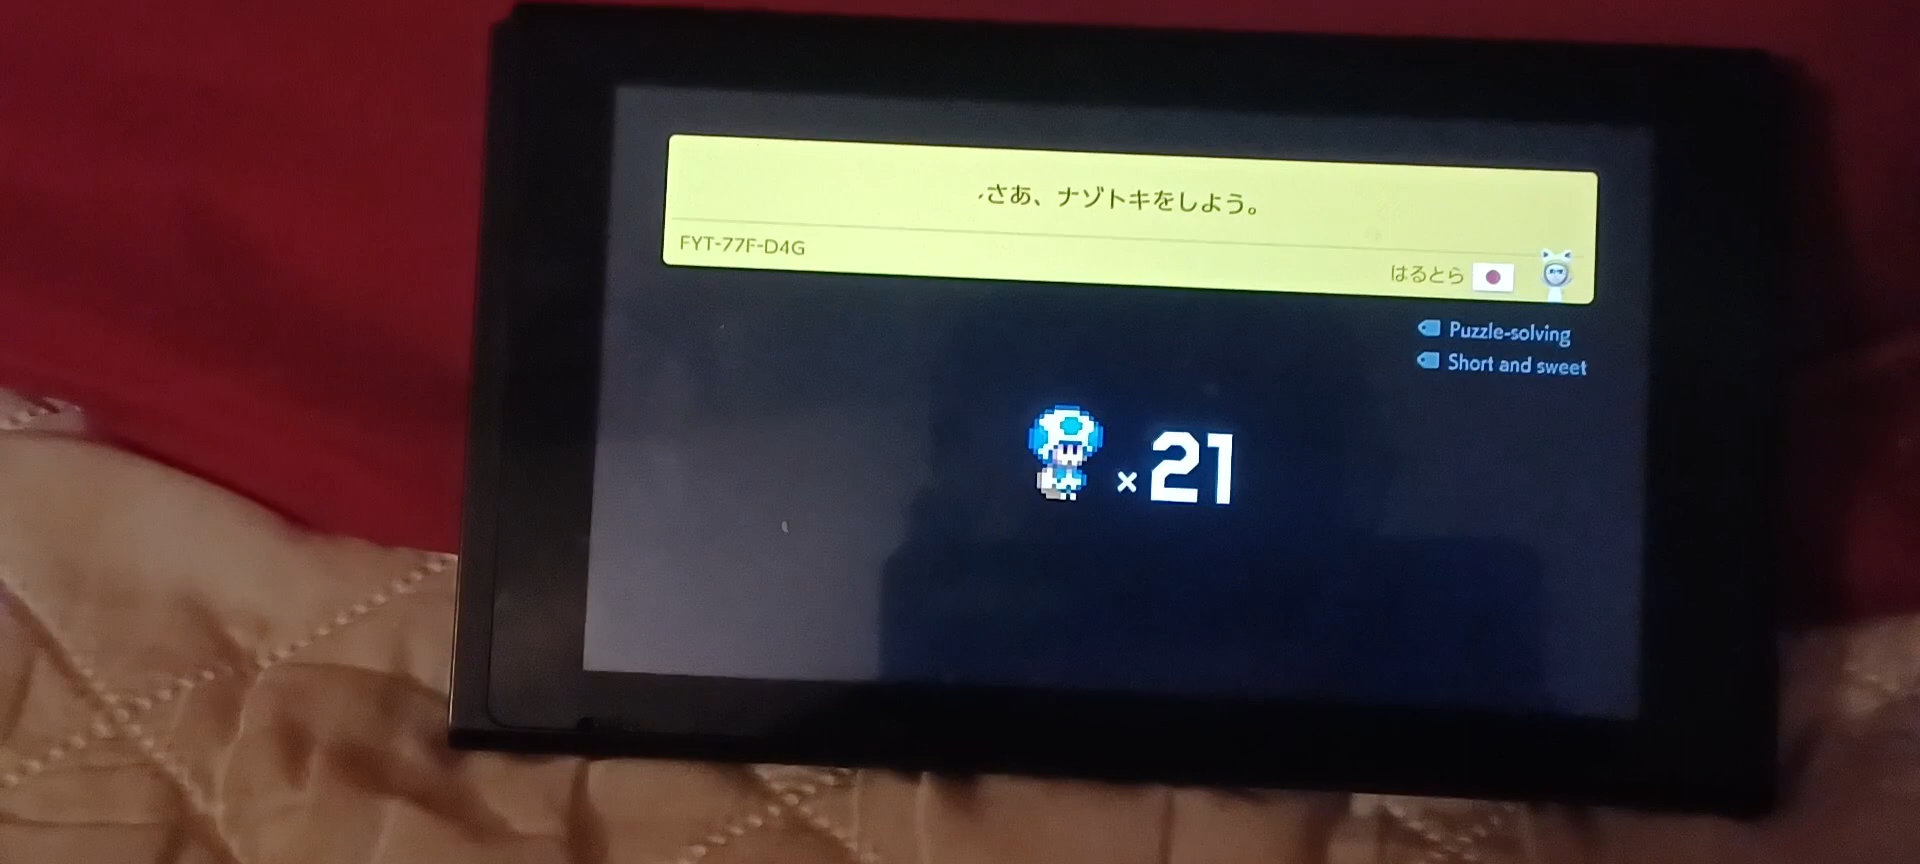 さあ、ナゾトキをしよう。
FYT-77F-D4G
はるとら
Puzzle-solving
Short and sweet
×21